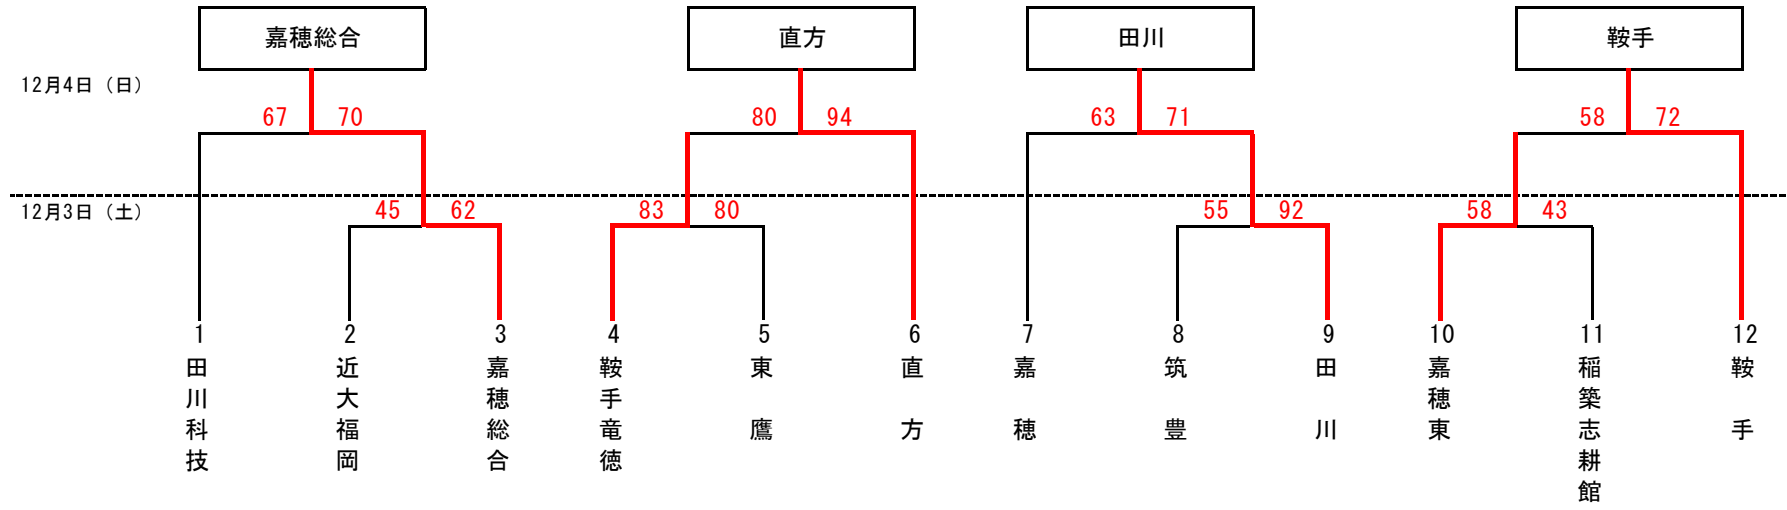 嘉穂総合 直方 田川 鞍手
12月4日（日）
67 70 80 94 63 71 58 72
12月3日（土）
45 62 83 80 55 92 58 43
1 2 3 4 5 6 7 8 9 10 11 12
田川科技
近大福岡
嘉穂総合
鞍手竜徳
東鷹
直方
嘉穂
筑豊
田川
嘉穂東
稲築志耕館
鞍手